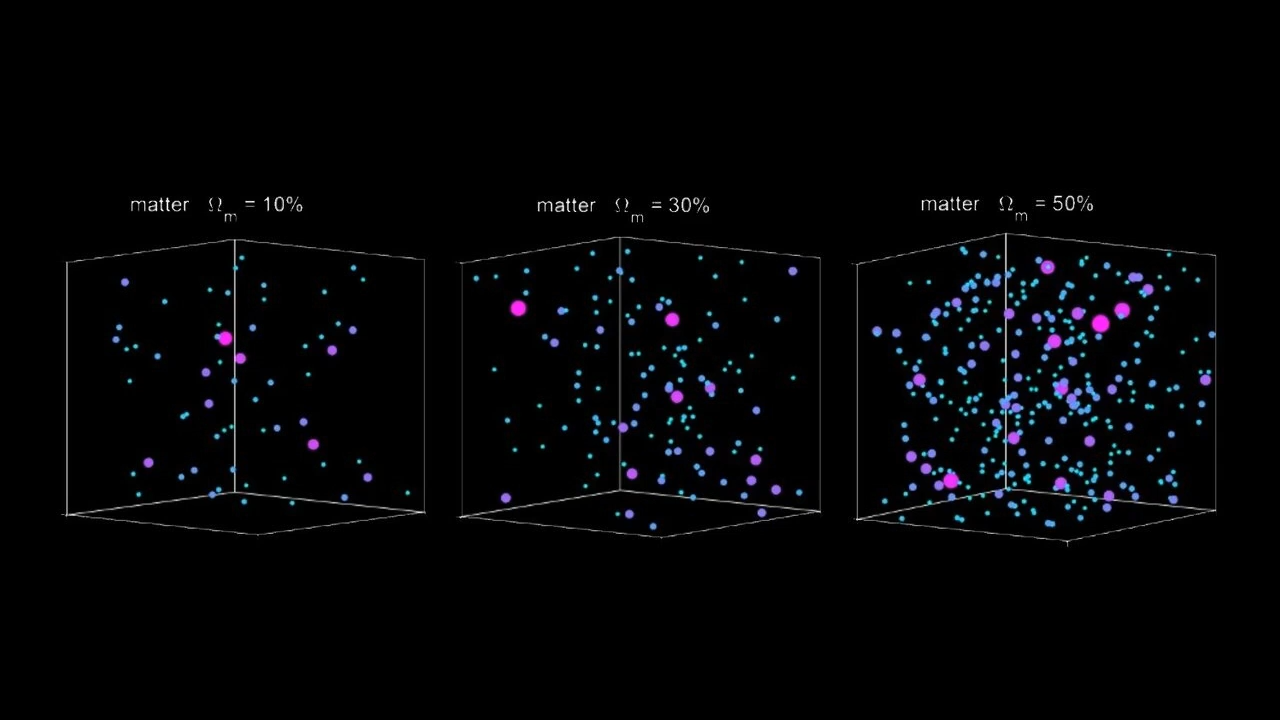 matter Ωm = 10%
matter Ωm = 30%
matter Ωm = 50%